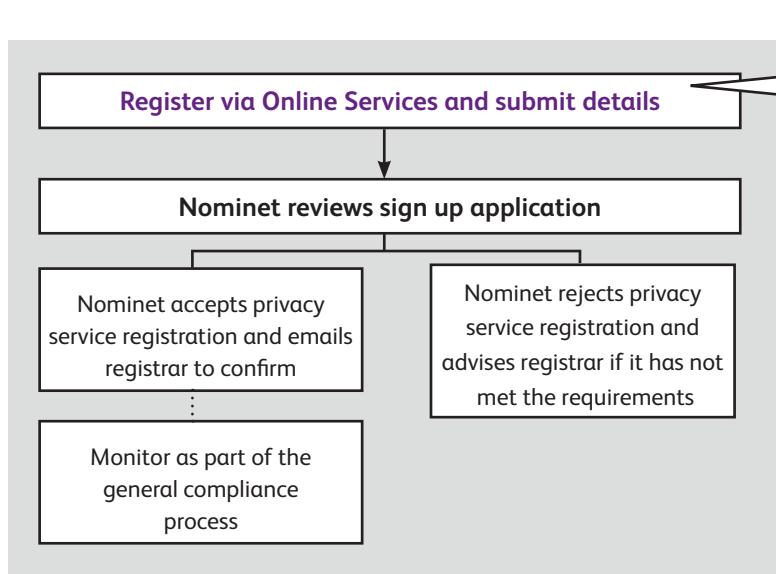 Register via Online Services and submit details
Nominet reviews sign up application
Nominet accepts privacy
service registration and emails
registrar to confirm
Nominet rejects privacy
service registration and
advises registrar if it has not
met the requirements
Monitor as part of the
general compliance
process